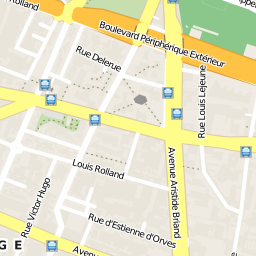 Rolland
Boulevard Périphérique Extérieur
Rue Delerue
Rue Louis Lejeune
Avenue Aristide Briand
Louis Rolland
Rue Victor Hugo
Rue d'Estienne d'Orves
G E